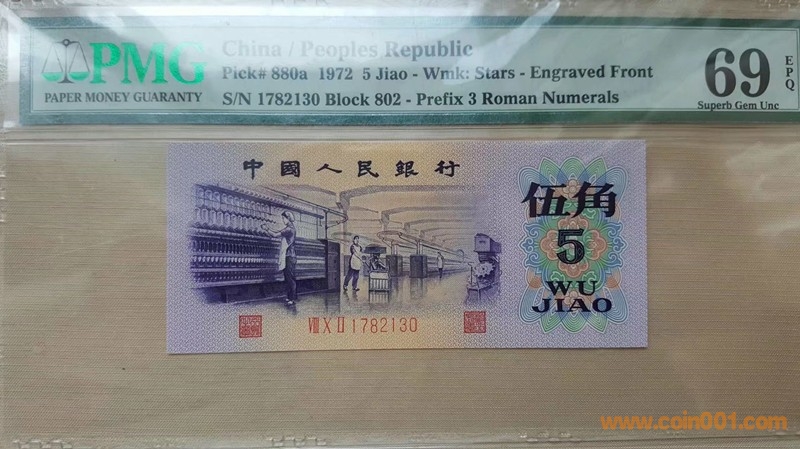 PMG
PAPER MONEY GUARANTY
China / Peoples Republic
Pick# 880a 1972 5 Jiao - Wmk: Stars - Engraved Front
S/N 1782130 Block 802 - Prefix 3 Roman Numerals
69
EPQ
Superb Gem Unc
中國人民銀行
伍角
5
WU
JIAO
VIII X II 1782130
www.coin001.com